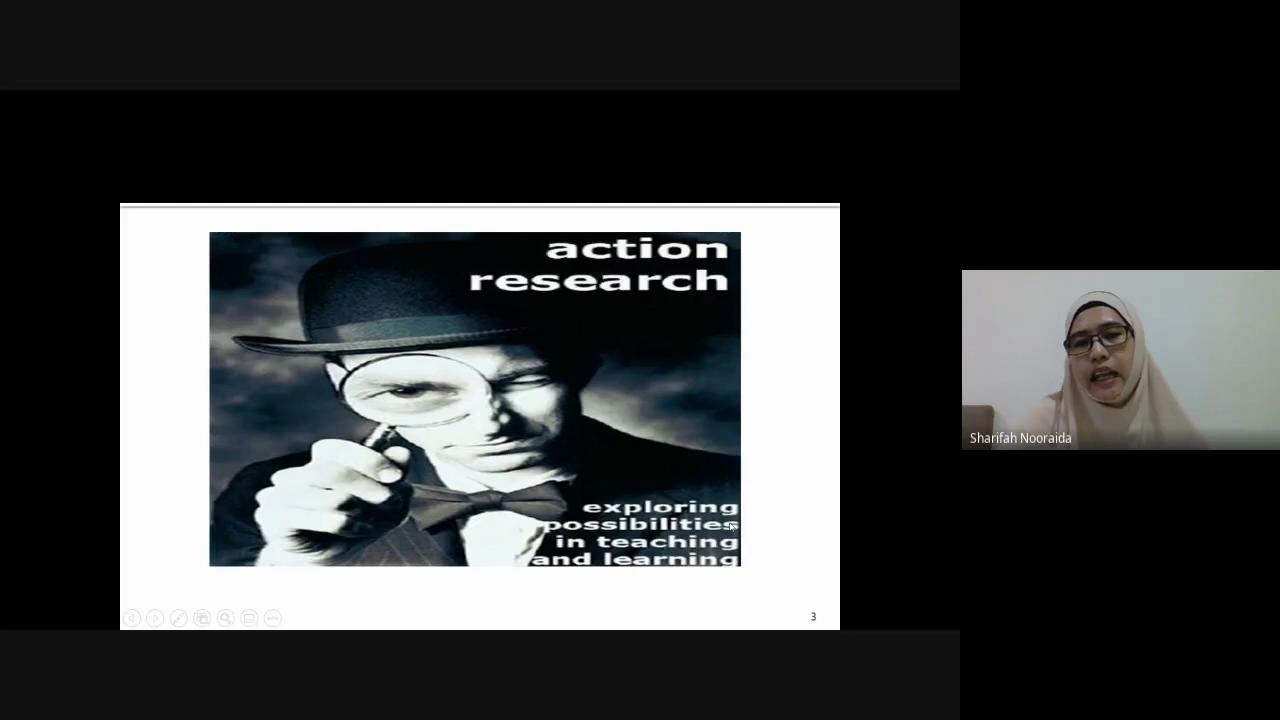 action
research
exploring
possibilities
in teaching
and learning
3
Sharifah Nooraida